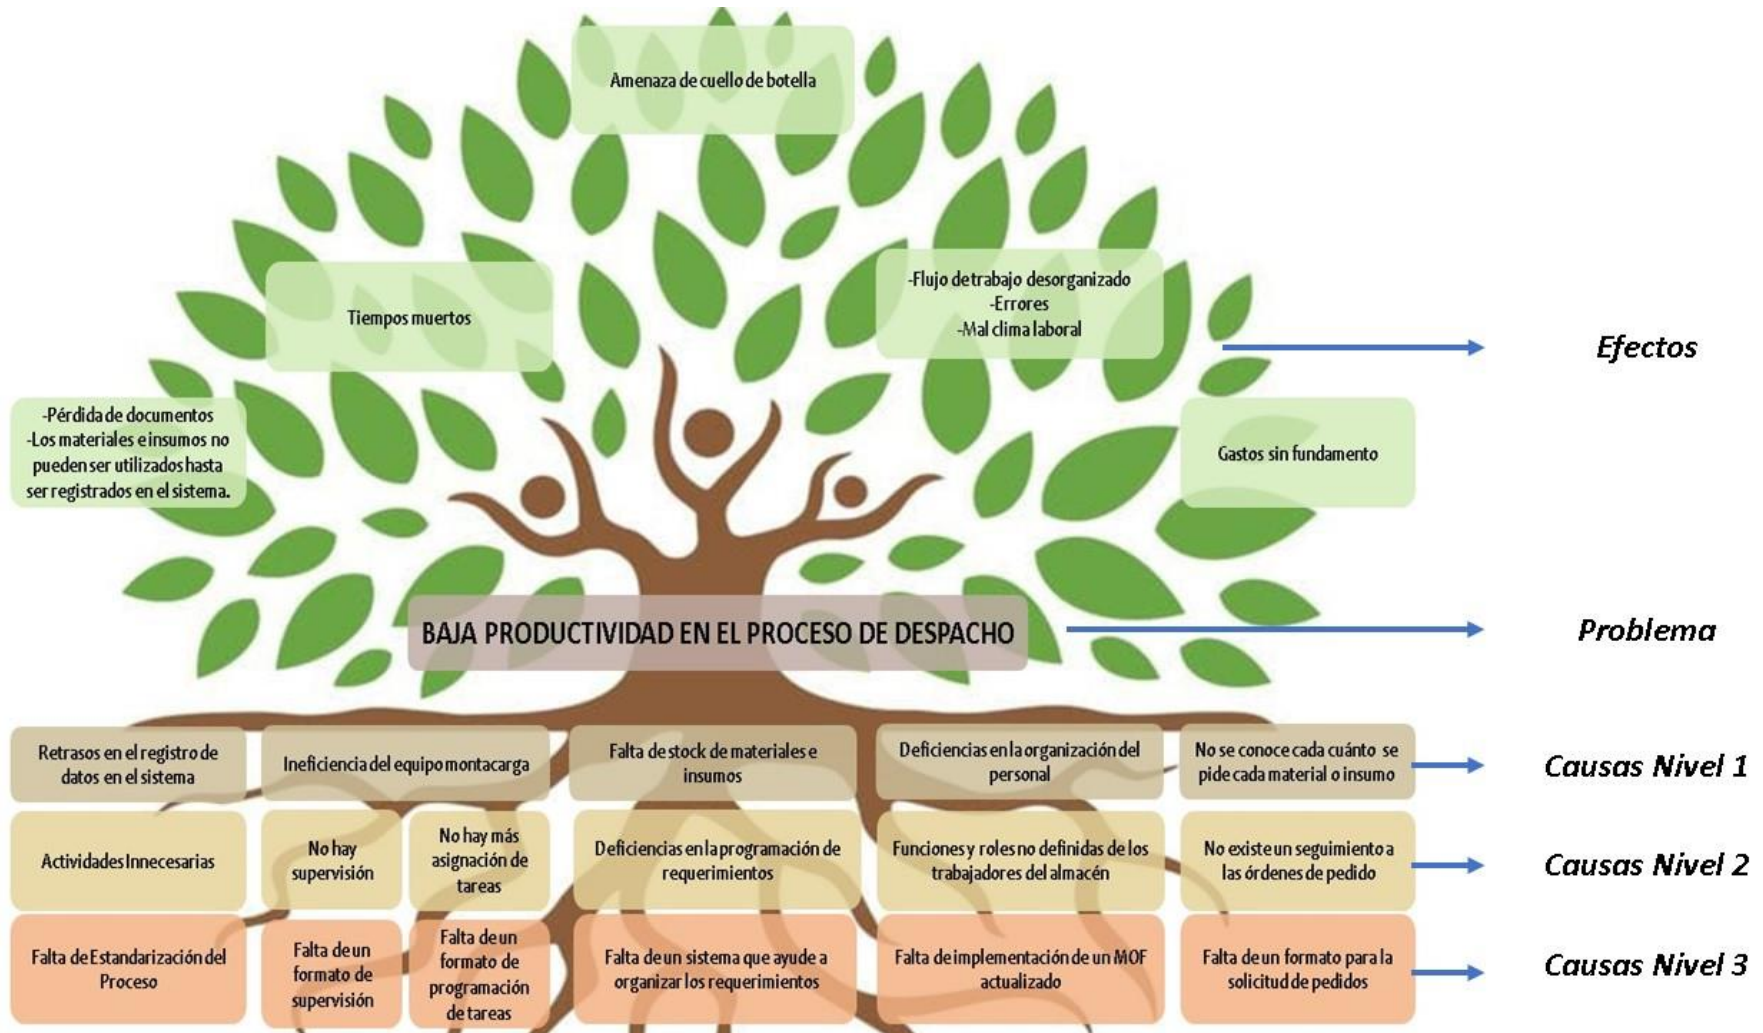 Amenaza de cuello de botella
Tiempos muertos
-Flujo de trabajo desorganizado
-Errores
-Mal clima laboral
Efectos
-Pérdida de documentos
-Los materiales e insumos no
pueden ser utilizados hasta
ser registrados en el sistema.
Gastos sin fundamento
BAJA PRODUCTIVIDAD EN EL PROCESO DE DESPACHO
Problema
Retrasos en el registro de
datos en el sistema
Ineficiencia del equipo montacarga
Falta de stock de materiales e
insumos
Deficiencias en la organización del
personal
No se conoce cada cuánto se
pide cada material o insumo
Causas Nivel 1
Actividades Innecesarias
No hay
supervisión
No hay más
asignación de
tareas
Deficiencias en la programación de
requerimientos
Funciones y roles no definidas de los
trabajadores del almacén
No existe un seguimiento a
las órdenes de pedido
Causas Nivel 2
Falta de Estandarización del
Proceso
Falta de un
formato de
supervisión
Falta de un
formato de
programación
de tareas
Falta de un sistema que ayude a
organizar los requerimientos
Falta de implementación de un MOF
actualizado
Falta de un formato para la
solicitud de pedidos
Causas Nivel 3